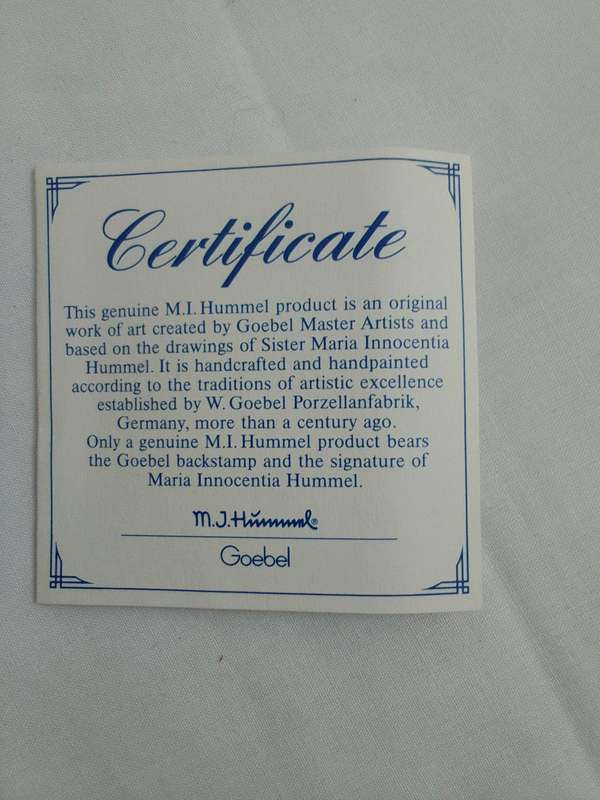 Certificate
This genuine M.I. Hummel product is an original
work of art created by Goebel Master Artists and
based on the drawings of Sister Maria Innocentia
Hummel. It is handcrafted and handpainted
according to the traditions of artistic excellence
established by W. Goebel Porzellanfabrik,
Germany, more than a century ago.
Only a genuine M.I. Hummel product bears
the Goebel backstamp and the signature of
Maria Innocentia Hummel.
M.J. Hummel®
Goebel